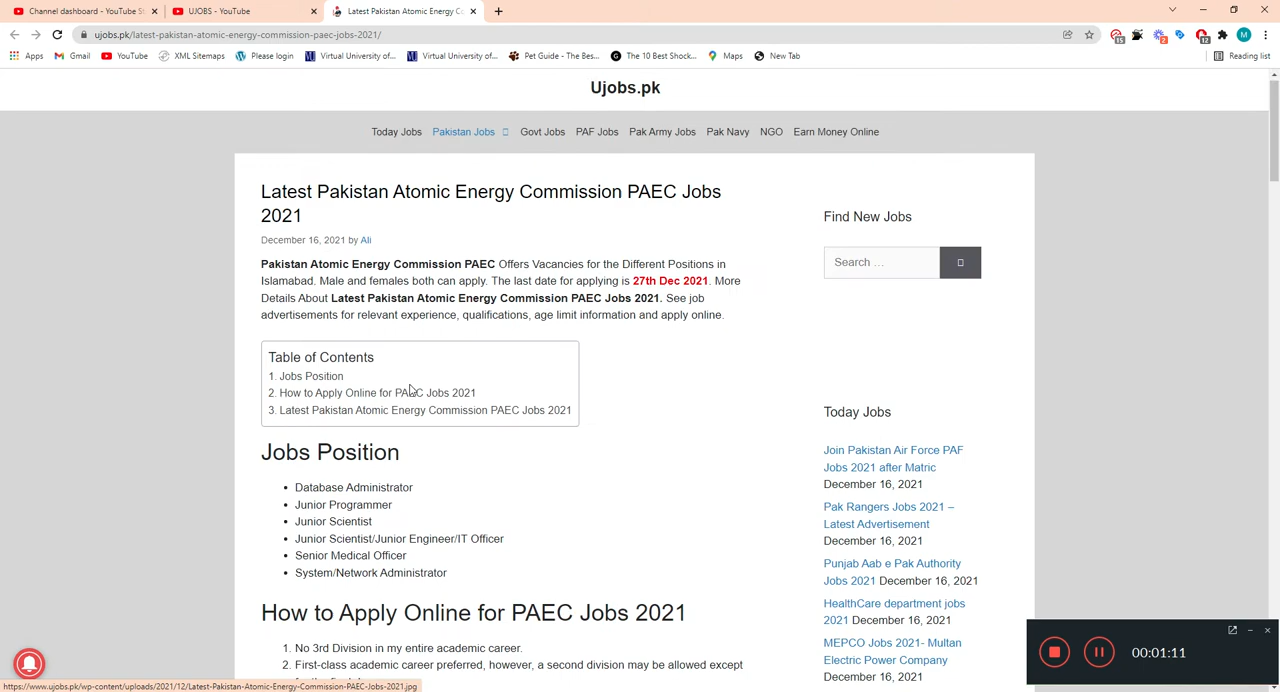 Channel dashboard - YouTube St
UJOBS - YouTube
Latest Pakistan Atomic Energy Co
ujobs.pk/latest-pakistan-atomic-energy-commission-paec-jobs-2021/
Apps
Gmail
YouTube
XML Sitemaps
Please login
Virtual University of...
Virtual University of...
Pet Guide - The Bes...
The 10 Best Shock...
Maps
New Tab
Reading list
15
2
12
M
Ujobs.pk
Today Jobs
Pakistan Jobs
Govt Jobs
PAF Jobs
Pak Army Jobs
Pak Navy
NGO
Earn Money Online
Latest Pakistan Atomic Energy Commission PAEC Jobs
2021
December 16, 2021 by Ali
Pakistan Atomic Energy Commission PAEC Offers Vacancies for the Different Positions in
Islamabad. Male and females both can apply. The last date for applying is 27th Dec 2021. More
Details About Latest Pakistan Atomic Energy Commission PAEC Jobs 2021. See job
advertisements for relevant experience, qualifications, age limit information and apply online.
Table of Contents
1. Jobs Position
2. How to Apply Online for PAEC Jobs 2021
3. Latest Pakistan Atomic Energy Commission PAEC Jobs 2021
Jobs Position
Database Administrator
Junior Programmer
Junior Scientist
Junior Scientist/Junior Engineer/IT Officer
Senior Medical Officer
System/Network Administrator
How to Apply Online for PAEC Jobs 2021
1. No 3rd Division in my entire academic career.
2. First-class academic career preferred, however, a second division may be allowed except
Find New Jobs
Search …
Today Jobs
Join Pakistan Air Force PAF
Jobs 2021 after Matric
December 16, 2021
Pak Rangers Jobs 2021 –
Latest Advertisement
December 16, 2021
Punjab Aab e Pak Authority
Jobs 2021 December 16, 2021
HealthCare department jobs
2021 December 16, 2021
MEPCO Jobs 2021- Multan
Electric Power Company
December 16, 2021
00:01:11
https://www.ujobs.pk/wp-content/uploads/2021/12/Latest-Pakistan-Atomic-Energy-Commission-PAEC-Jobs-2021.jpg